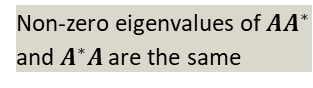 Non-zero eigenvalues of AA*
and A*A are the same